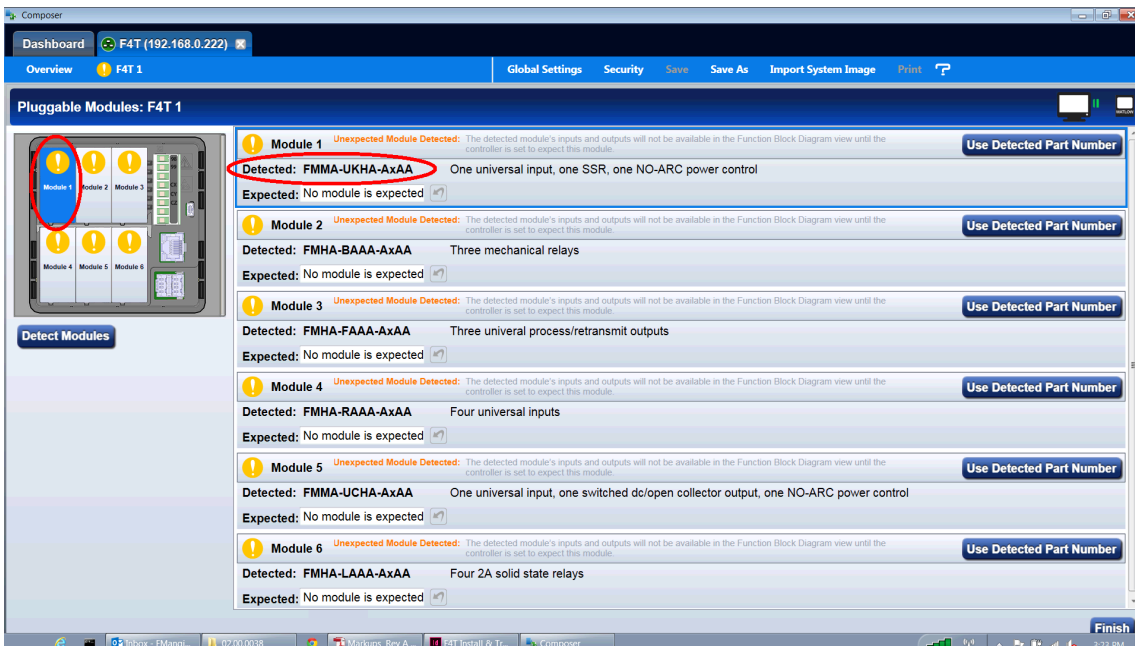 Composer
Dashboard F4T (192.168.0.222)
Overview F4T 1 Global Settings Security Save Save As Import System Image Print
Pluggable Modules: F4T 1
WATLOW
Module 1 Module 2 Module 3
Module 4 Module 5 Module 6
Detect Modules
Module 1 Unexpected Module Detected: The detected module's inputs and outputs will not be available in the Function Block Diagram view until the
controller is set to expect this module.
Use Detected Part Number
Detected: FMMA-UKHA-AxAA One universal input, one SSR, one NO-ARC power control
Expected: No module is expected
Module 2 Unexpected Module Detected: The detected module's inputs and outputs will not be available in the Function Block Diagram view until the
controller is set to expect this module.
Use Detected Part Number
Detected: FMHA-BAAA-AxAA Three mechanical relays
Expected: No module is expected
Module 3 Unexpected Module Detected: The detected module's inputs and outputs will not be available in the Function Block Diagram view until the
controller is set to expect this module.
Use Detected Part Number
Detected: FMHA-FAAA-AxAA Three univeral process/retransmit outputs
Expected: No module is expected
Module 4 Unexpected Module Detected: The detected module's inputs and outputs will not be available in the Function Block Diagram view until the
controller is set to expect this module.
Use Detected Part Number
Detected: FMHA-RAAA-AxAA Four universal inputs
Expected: No module is expected
Module 5 Unexpected Module Detected: The detected module's inputs and outputs will not be available in the Function Block Diagram view until the
controller is set to expect this module.
Use Detected Part Number
Detected: FMMA-UCHA-AxAA One universal input, one switched dc/open collector output, one NO-ARC power control
Expected: No module is expected
Module 6 Unexpected Module Detected: The detected module's inputs and outputs will not be available in the Function Block Diagram view until the
controller is set to expect this module.
Use Detected Part Number
Detected: FMHA-LAAA-AxAA Four 2A solid state relays
Expected: No module is expected
Finish
Inbox - FMangi... 02.00.0038 Markups_Rev A... F4T Install & Tr... Composer 3:23 PM